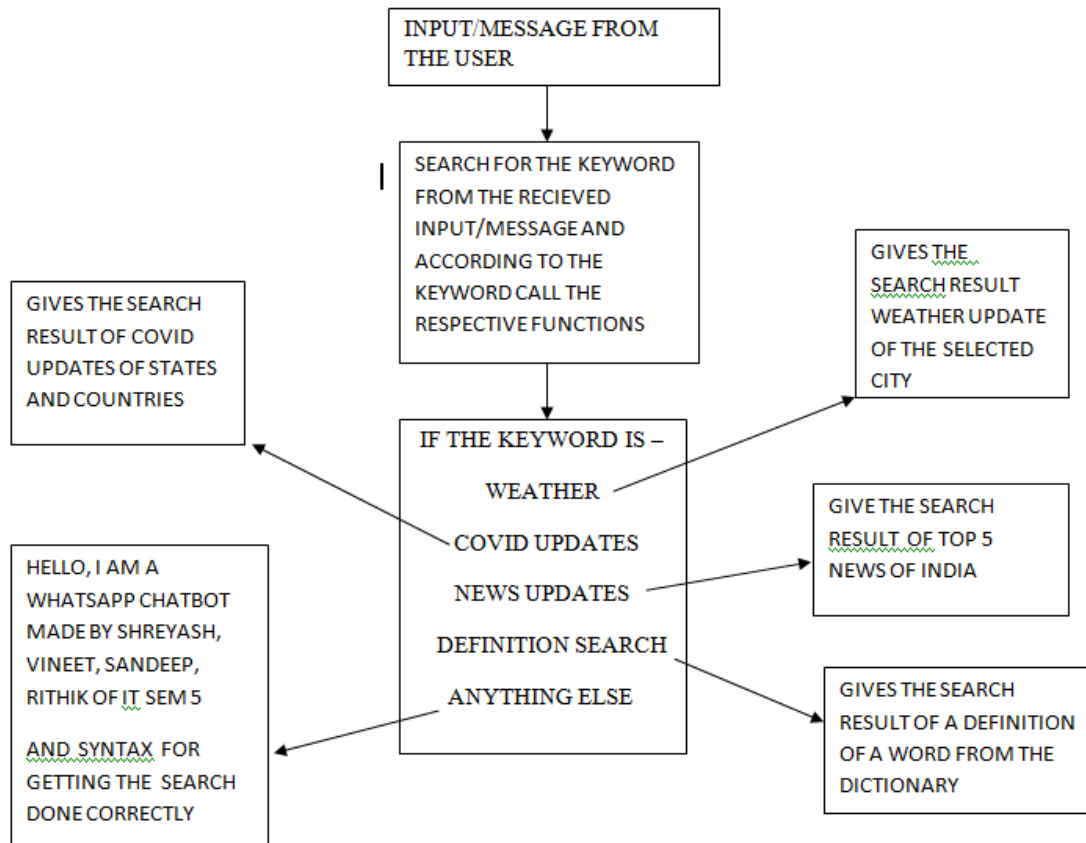 INPUT/MESSAGE FROM
THE USER
SEARCH FOR THE KEYWORD
FROM THE RECIEVED
INPUT/MESSAGE AND
ACCORDING TO THE
KEYWORD CALL THE
RESPECTIVE FUNCTIONS
IF THE KEYWORD IS –
WEATHER
COVID UPDATES
NEWS UPDATES
DEFINITION SEARCH
ANYTHING ELSE
GIVES THE SEARCH
RESULT OF COVID
UPDATES OF STATES
AND COUNTRIES
HELLO, I AM A
WHATSAPP CHATBOT
MADE BY SHREYASH,
VINEET, SANDEEP,
RITHIK OF IT SEM 5
AND SYNTAX FOR
GETTING THE SEARCH
DONE CORRECTLY
GIVES THE
SEARCH RESULT
WEATHER UPDATE
OF THE SELECTED
CITY
GIVE THE SEARCH
RESULT OF TOP 5
NEWS OF INDIA
GIVES THE SEARCH
RESULT OF A DEFINITION
OF A WORD FROM THE
DICTIONARY